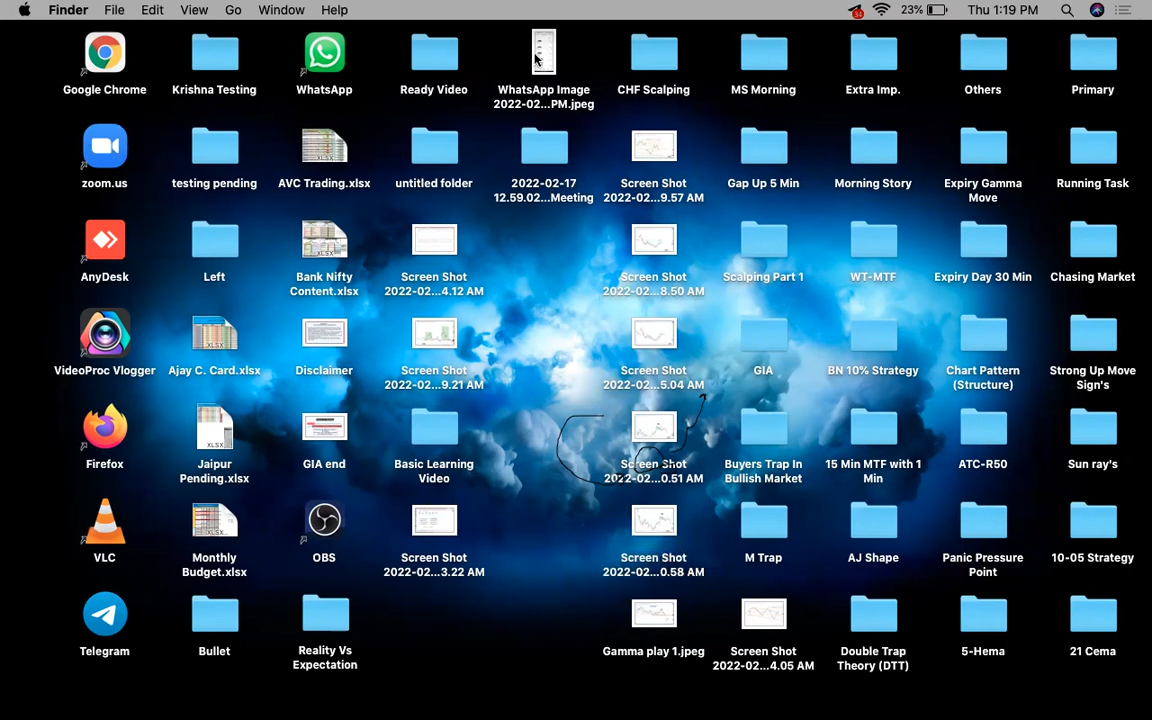 Finder File Edit View Go Window Help 23% Thu 1:19 PM
Google Chrome
Krishna Testing
WhatsApp
Ready Video
WhatsApp Image
2022-02...PM.jpeg
CHF Scalping
MS Morning
Extra Imp.
Others
Primary
zoom.us
testing pending
XLSX
AVC Trading.xlsx
untitled folder
2022-02-17
12.59.02...Meeting
Screen Shot
2022-02...9.57 AM
Gap Up 5 Min
Morning Story
Expiry Gamma
Move
Running Task
AnyDesk
Left
XLSX
Bank Nifty
Content.xlsx
Screen Shot
2022-02...4.12 AM
Screen Shot
2022-02...8.50 AM
Scalping Part 1
WT-MTF
Expiry Day 30 Min
Chasing Market
VideoProc Vlogger
Ajay C. Card.xlsx
Disclaimer
Screen Shot
2022-02...9.21 AM
Screen Shot
2022-02...5.04 AM
GIA
BN 10% Strategy
Chart Pattern
(Structure)
Strong Up Move
Sign's
Firefox
XLSX
Jaipur
Pending.xlsx
GIA end
Basic Learning
Video
Screen Shot
2022-02...0.51 AM
Buyers Trap In
Bullish Market
15 Min MTF with 1
Min
ATC-R50
Sun ray's
VLC
XLSX
Monthly
Budget.xlsx
OBS
Screen Shot
2022-02...3.22 AM
Screen Shot
2022-02...0.58 AM
M Trap
AJ Shape
Panic Pressure
Point
10-05 Strategy
Telegram
Bullet
Reality Vs
Expectation
Gamma play 1.jpeg
Screen Shot
2022-02...4.05 AM
Double Trap
Theory (DTT)
5-Hema
21 Cema